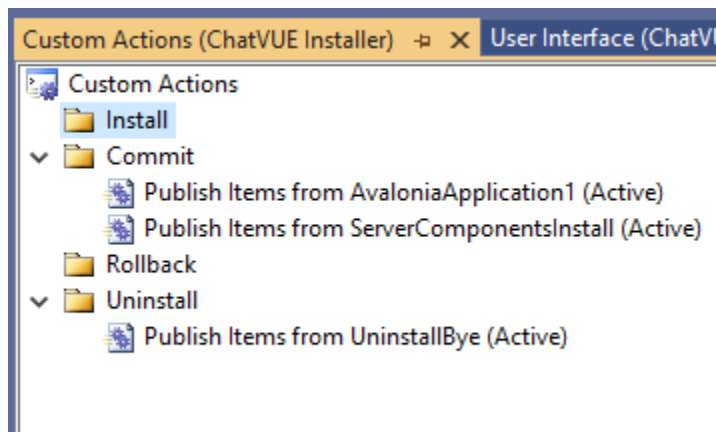 Custom Actions (ChatVUE Installer)
User Interface (ChatVU
Custom Actions
Install
Commit
Publish Items from AvaloniaApplication1 (Active)
Publish Items from ServerComponentsInstall (Active)
Rollback
Uninstall
Publish Items from UninstallBye (Active)